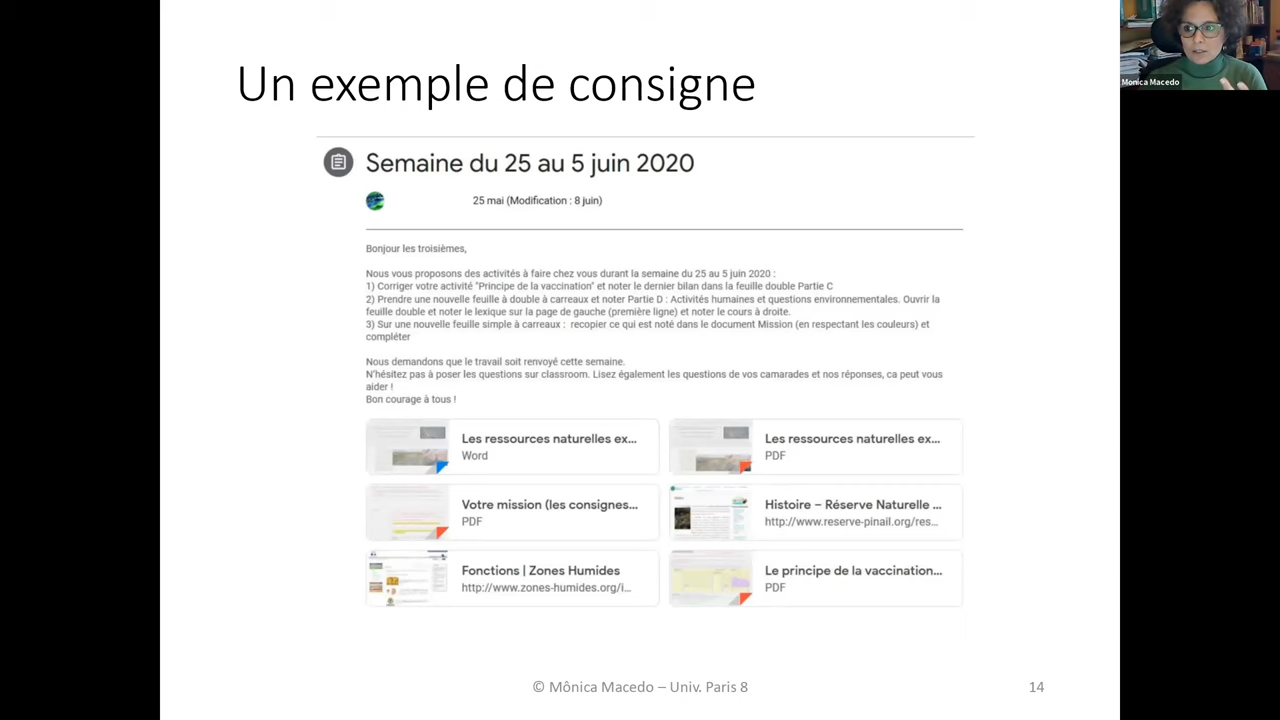 Un exemple de consigne
Monica Macedo
Semaine du 25 au 5 juin 2020
25 mai (Modification : 8 juin)
Bonjour les troisièmes,
Nous vous proposons des activités à faire chez vous durant la semaine du 25 au 5 juin 2020 :
1) Corriger votre activité "Principe de la vaccination" et noter le dernier bilan dans la feuille double Partie C
2) Prendre une nouvelle feuille à double à carreaux et noter Partie D : Activités humaines et questions environnementales. Ouvrir la
feuille double et noter le lexique sur la page de gauche (première ligne) et noter le cours à droite.
3) Sur une nouvelle feuille simple à carreaux :  recopier ce qui est noté dans le document Mission (en respectant les couleurs) et
compléter
Nous demandons que le travail soit renvoyé cette semaine.
N'hésitez pas à poser les questions sur classroom. Lisez également les questions de vos camarades et nos réponses, ca peut vous
aider !
Bon courage à tous !
Les ressources naturelles ex...
Word
Les ressources naturelles ex...
PDF
Votre mission (les consignes...
PDF
Histoire – Réserve Naturelle ...
http://www.reserve-pinail.org/res...
Fonctions | Zones Humides
http://www.zones-humides.org/i...
Le principe de la vaccination...
PDF
© Mônica Macedo – Univ. Paris 8
14